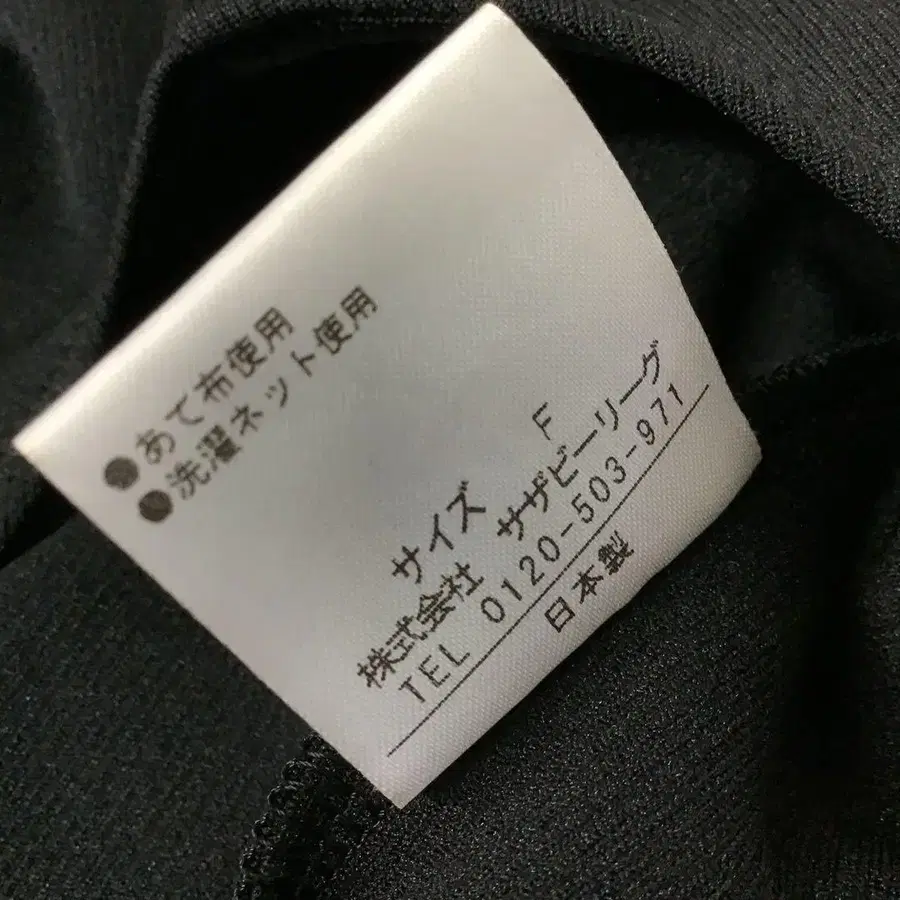 ●あて布使用
●洗濯ネット使用
サイズ F
株式会社 サザビーリーグ
TEL 0120-503-971
日本製